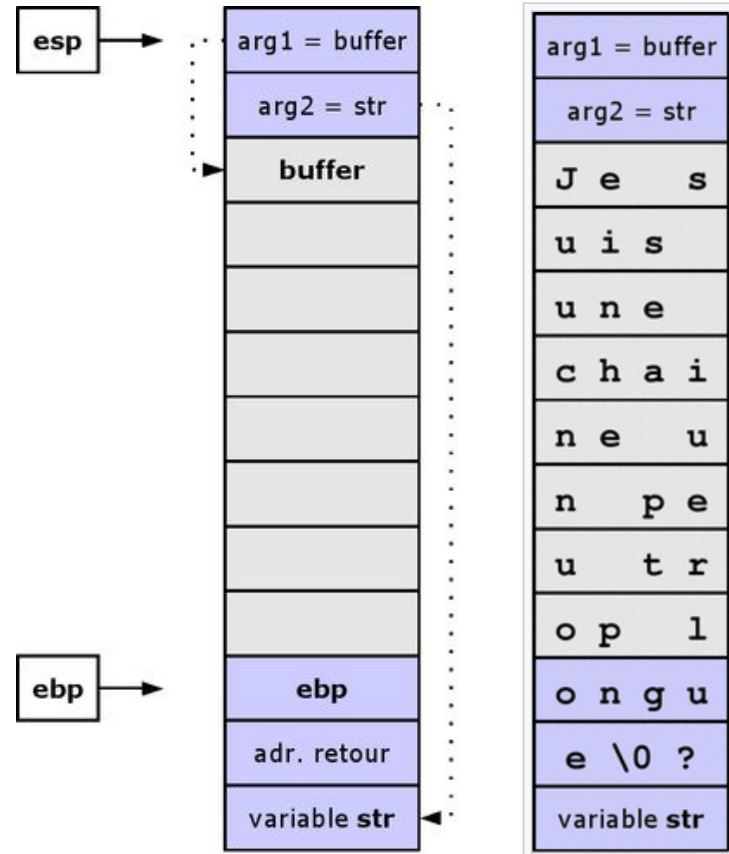 esp
arg1 = buffer
arg2 = str
buffer
ebp
ebp
adr. retour
variable str
arg1 = buffer
arg2 = str
J e   s
u i s
u n e
c h a i
n e   u
n   p e
u   t r
o p   l
o n g u
e \0 ?
variable str